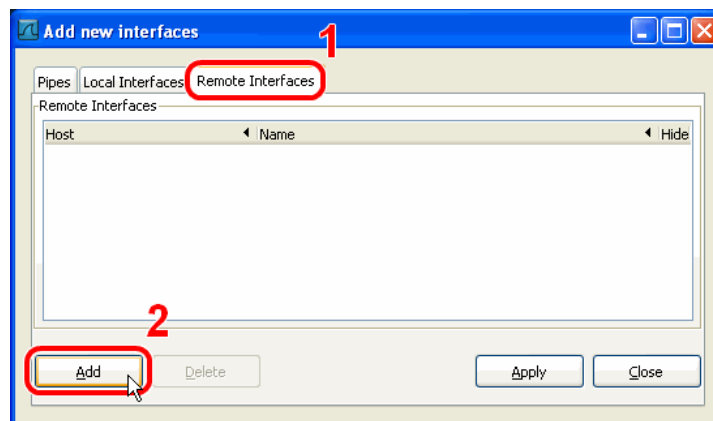 Add new interfaces
1
Pipes Local Interfaces Remote Interfaces
Remote Interfaces
Host Name Hide
2
Add Delete Apply Close